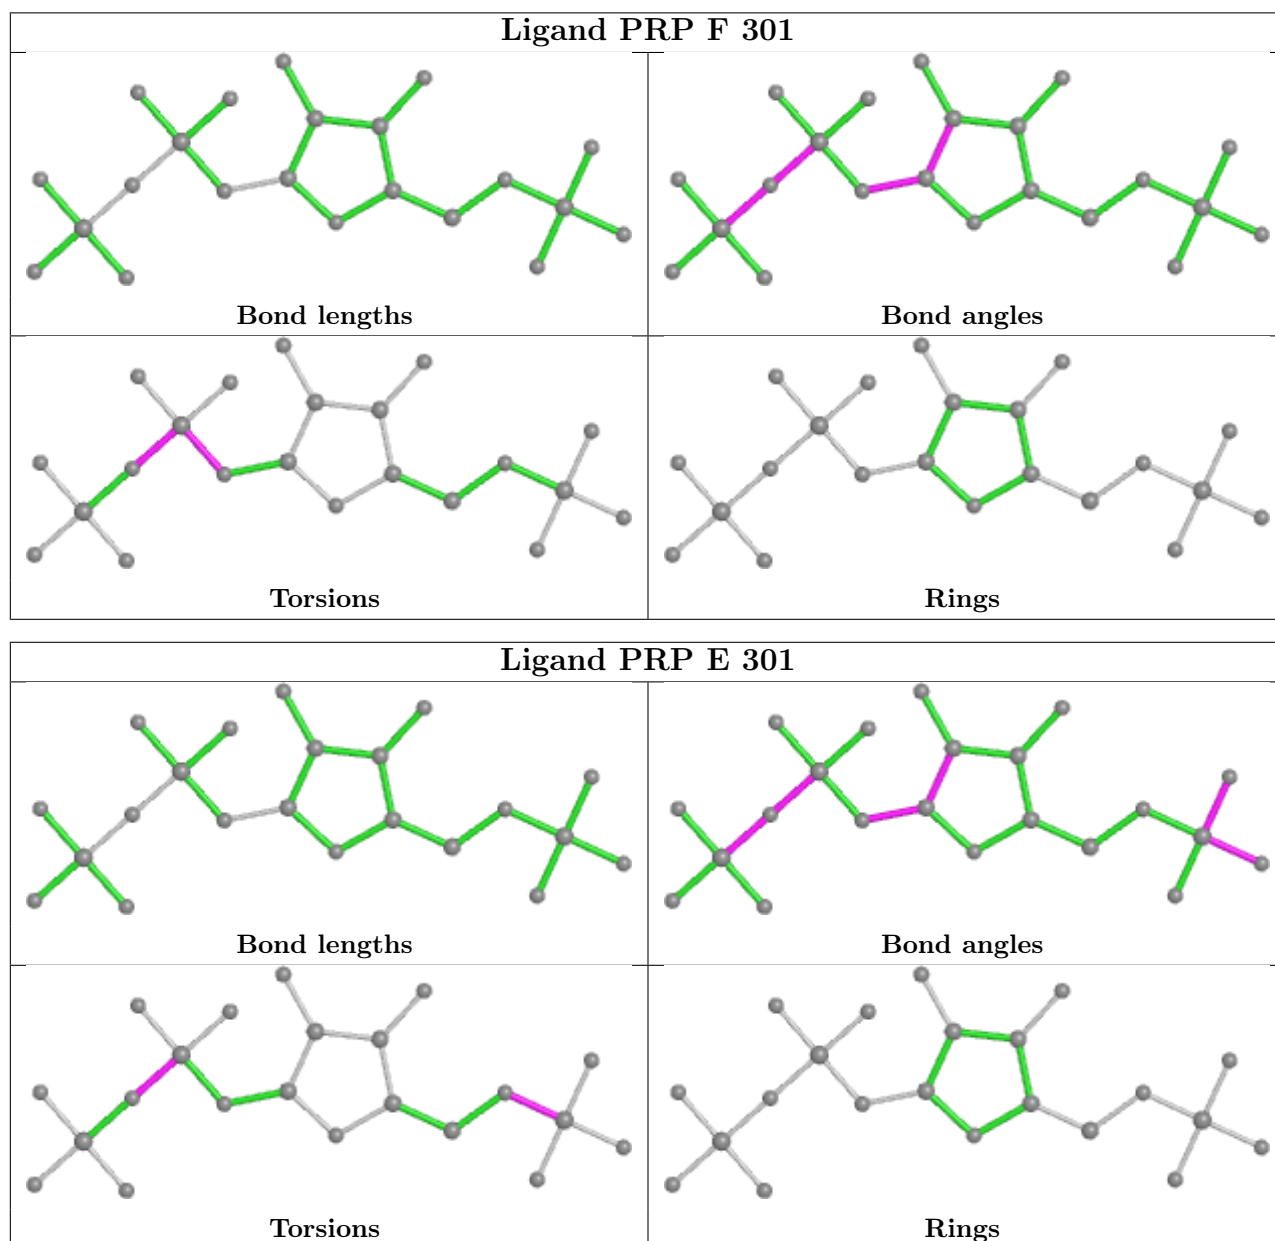 Ligand PRP F 301
Bond lengths
Bond angles
Torsions
Rings
Ligand PRP E 301
Bond lengths
Bond angles
Torsions
Rings